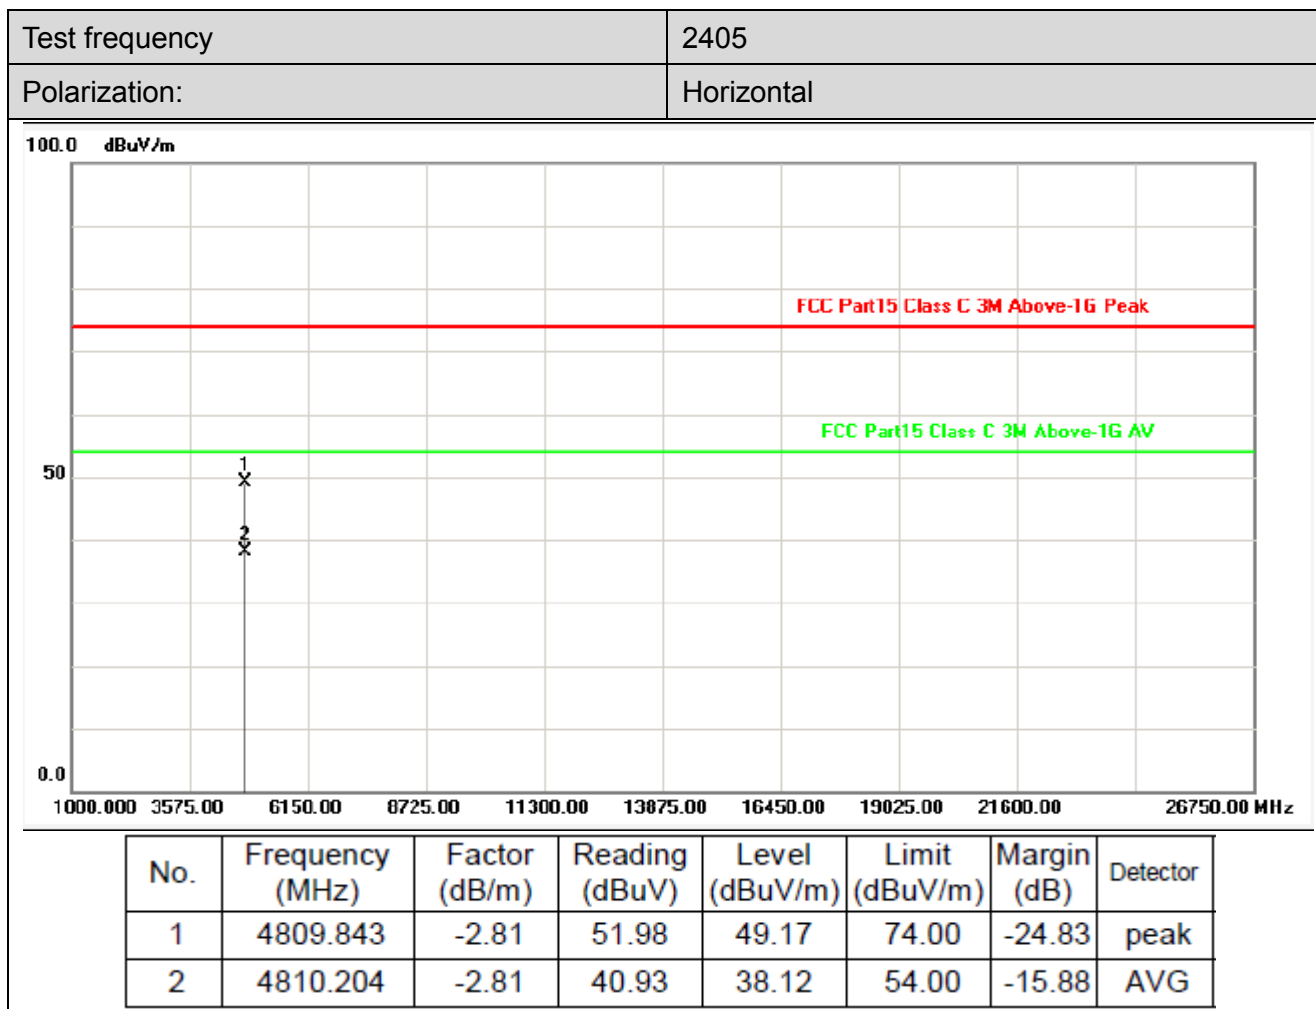 Test frequency 2405
Polarization: Horizontal
100.0 dBuV/m
FCC Part15 Class C 3M Above-1G Peak
FCC Part15 Class C 3M Above-1G AV
50
1
2
0.0
1000.000 3575.00 6150.00 8725.00 11300.00 13875.00 16450.00 19025.00 21600.00 26750.00 MHz
No. Frequency (MHz) Factor (dB/m) Reading (dBuV) Level (dBuV/m) Limit (dBuV/m) Margin (dB) Detector
1 4809.843 -2.81 51.98 49.17 74.00 -24.83 peak
2 4810.204 -2.81 40.93 38.12 54.00 -15.88 AVG